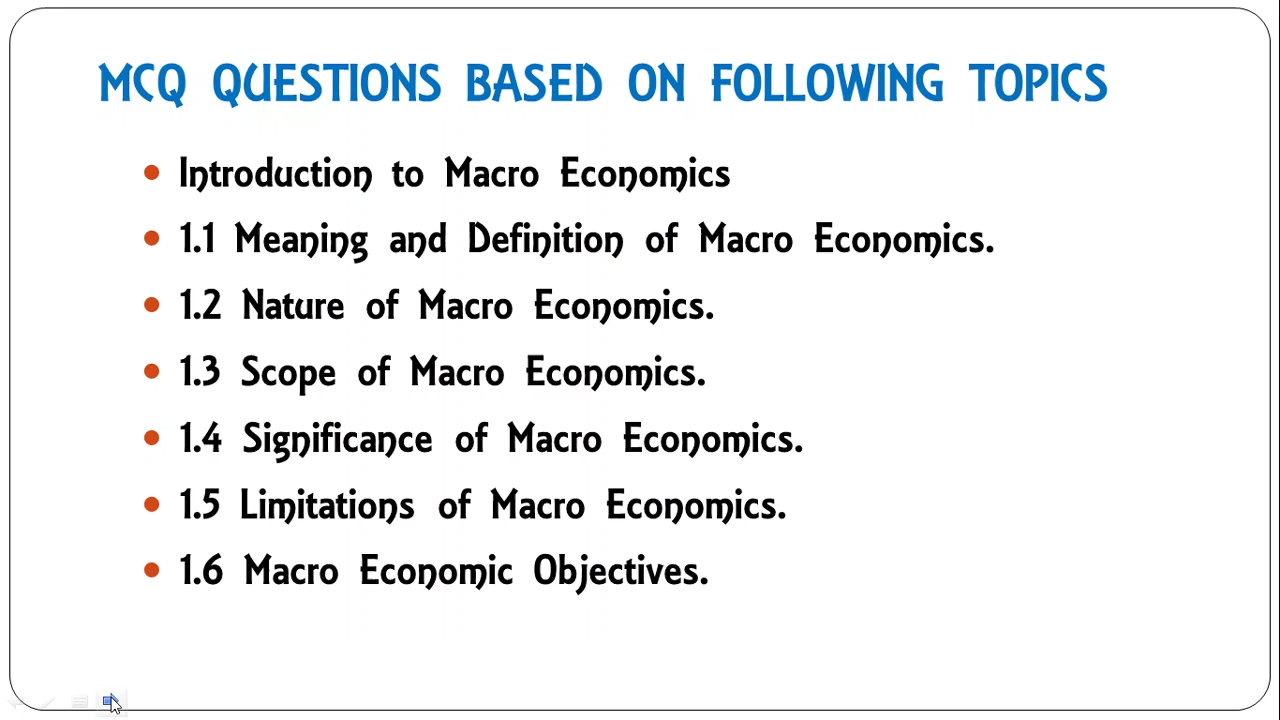 MCQ QUESTIONS BASED ON FOLLOWING TOPICS
• Introduction to Macro Economics
• 1.1 Meaning and Definition of Macro Economics.
• 1.2 Nature of Macro Economics.
• 1.3 Scope of Macro Economics.
• 1.4 Significance of Macro Economics.
• 1.5 Limitations of Macro Economics.
• 1.6 Macro Economic Objectives.